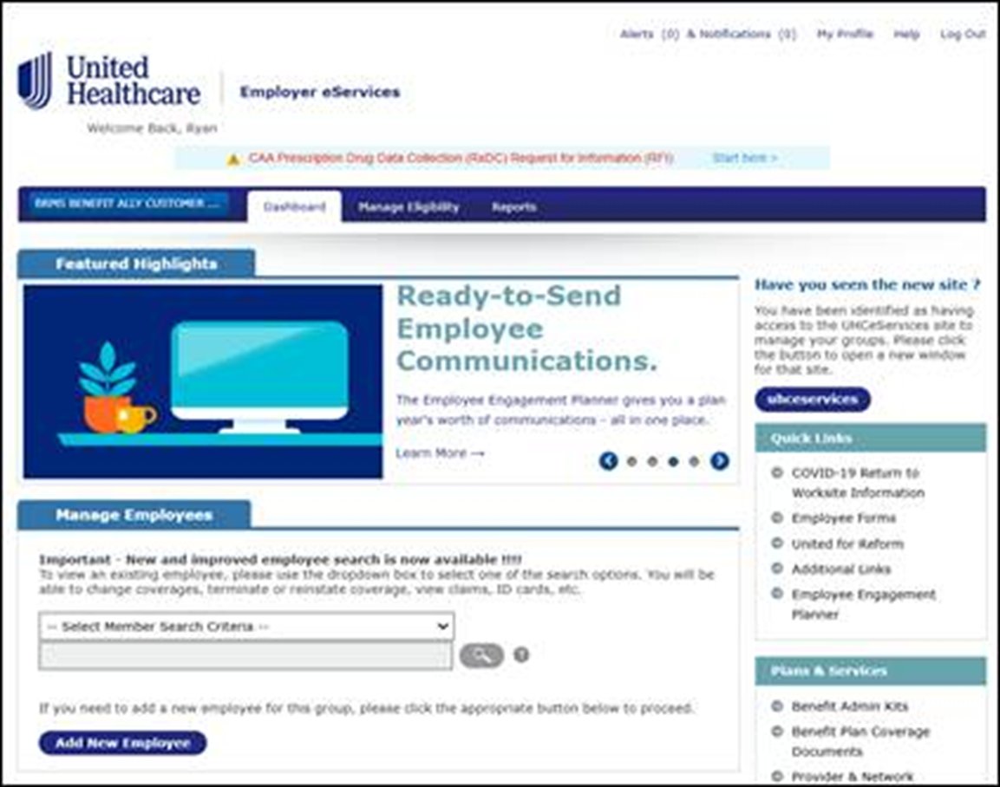 Alerts (0) & Notifications (0) My Profile Help Log Out
United
Healthcare
Employer eServices
Welcome Back, Ryan
CAA Prescription Drug Data Collection (RxDC) Request for Information (RFI) Start here >
BRMS BENEFIT ALLY CUSTOMER ...
Dashboard Manage Eligibility Reports
Featured Highlights
Ready-to-Send
Employee
Communications.
The Employee Engagement Planner gives you a plan
year's worth of communications - all in one place.
Learn More →
Manage Employees
Important - New and improved employee search is now available !!!!
To view an existing employee, please use the dropdown box to select one of the search options. You will be
able to change coverages, terminate or reinstate coverage, view claims, ID cards, etc.
-- Select Member Search Criteria --
?
If you need to add a new employee for this group, please click the appropriate button below to proceed.
Add New Employee
Have you seen the new site ?
You have been identified as having
access to the UHCeServices site to
manage your groups. Please click
the button to open a new window
for that site.
uhceservices
Quick Links
COVID-19 Return to
Worksite Information
Employee Forms
United for Reform
Additional Links
Employee Engagement
Planner
Plans & Services
Benefit Admin Kits
Benefit Plan Coverage
Documents
Provider & Network